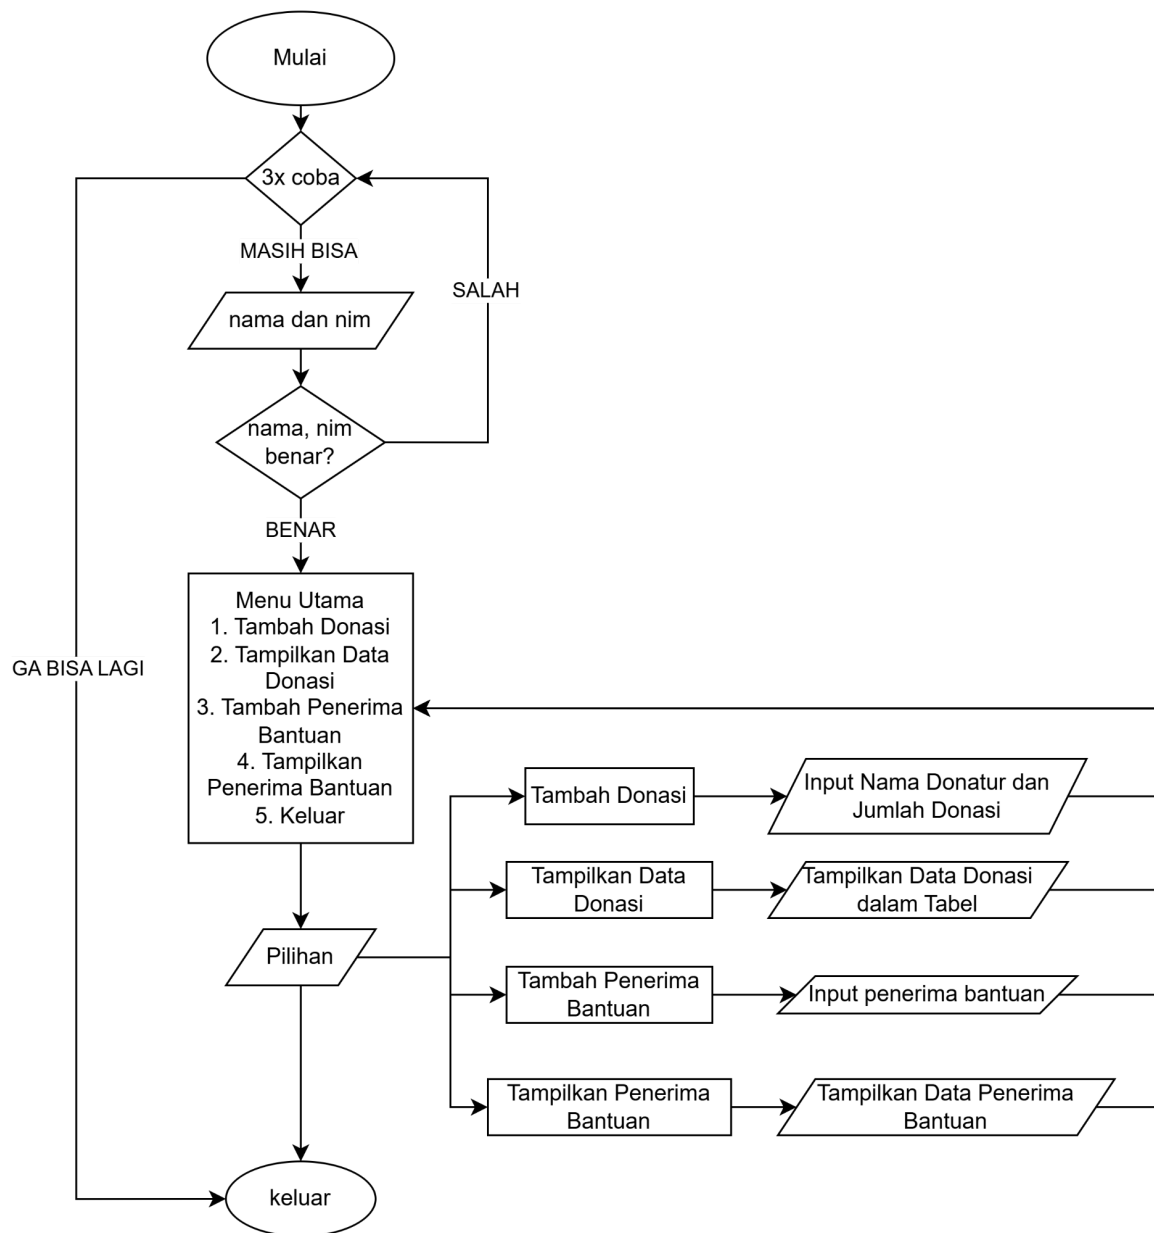 Mulai
3x coba
MASIH BISA
SALAH
nama dan nim
nama, nim
benar?
BENAR
Menu Utama
1. Tambah Donasi
2. Tampilkan Data
Donasi
3. Tambah Penerima
Bantuan
4. Tampilkan
Penerima Bantuan
5. Keluar
GA BISA LAGI
Tambah Donasi
Input Nama Donatur dan
Jumlah Donasi
Tampilkan Data
Donasi
Tampilkan Data Donasi
dalam Tabel
Pilihan
Tambah Penerima
Bantuan
Input penerima bantuan
Tampilkan Penerima
Bantuan
Tampilkan Data Penerima
Bantuan
keluar